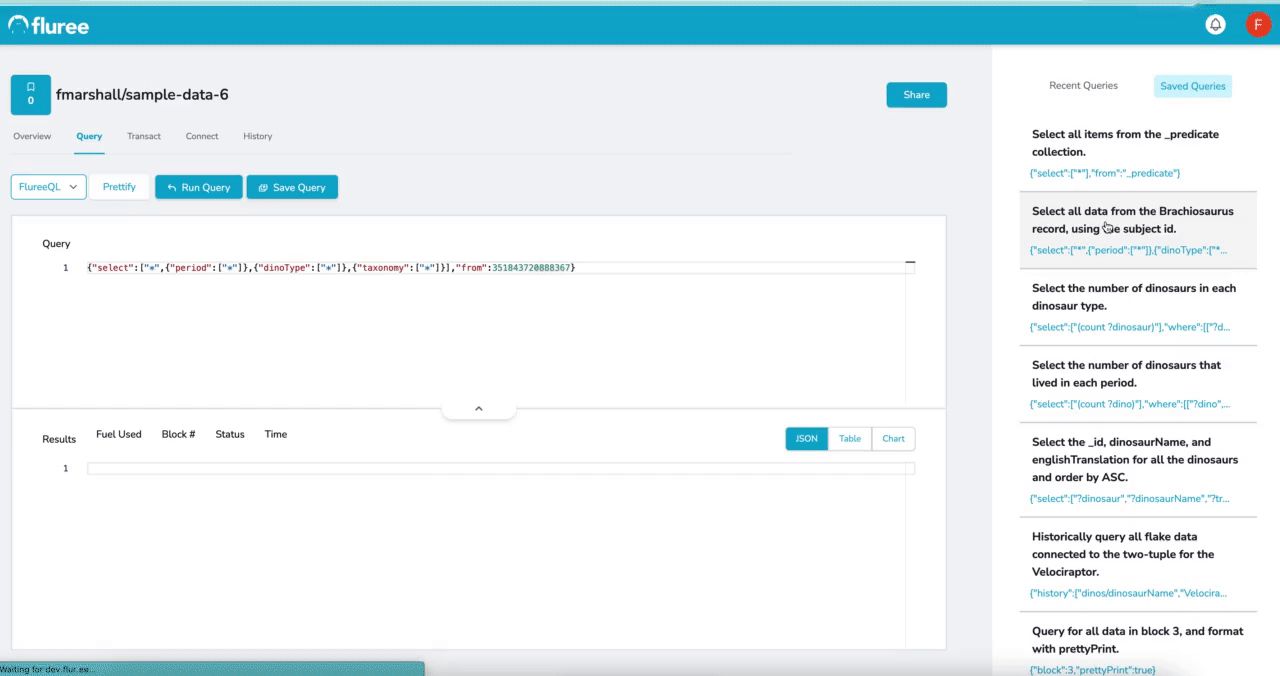 fluree
F
0
fmarshall/sample-data-6
Share
Overview
Query
Transact
Connect
History
FlureeQL
Prettify
Run Query
Save Query
Query
1
{"select":["*",{"period":["*"]},{"dinoType":["*"]},{"taxonomy":["*"]}],"from":351843720888367}
Results
Fuel Used
Block #
Status
Time
JSON
Table
Chart
1
Recent Queries
Saved Queries
Select all items from the _predicate
collection.
{"select":["*"],"from":"_predicate"}
Select all data from the Brachiosaurus
record, using the subject id.
{"select":["*",{"period":["*"]},{"dinoType":["*...
Select the number of dinosaurs in each
dinosaur type.
{"select":["(count ?dinosaur)"],"where":[["?d...
Select the number of dinosaurs that
lived in each period.
{"select":["(count ?dino)"],"where":[["?dino",...
Select the _id, dinosaurName, and
englishTranslation for all the dinosaurs
and order by ASC.
{"select":["?dinosaur","?dinosaurName","?tr...
Historically query all flake data
connected to the two-tuple for the
Velociraptor.
{"history":["dinos/dinosaurName","Velocira...
Query for all data in block 3, and format
with prettyPrint.
{"block":3,"prettyPrint":true}
Waiting for dev.flur.ee...